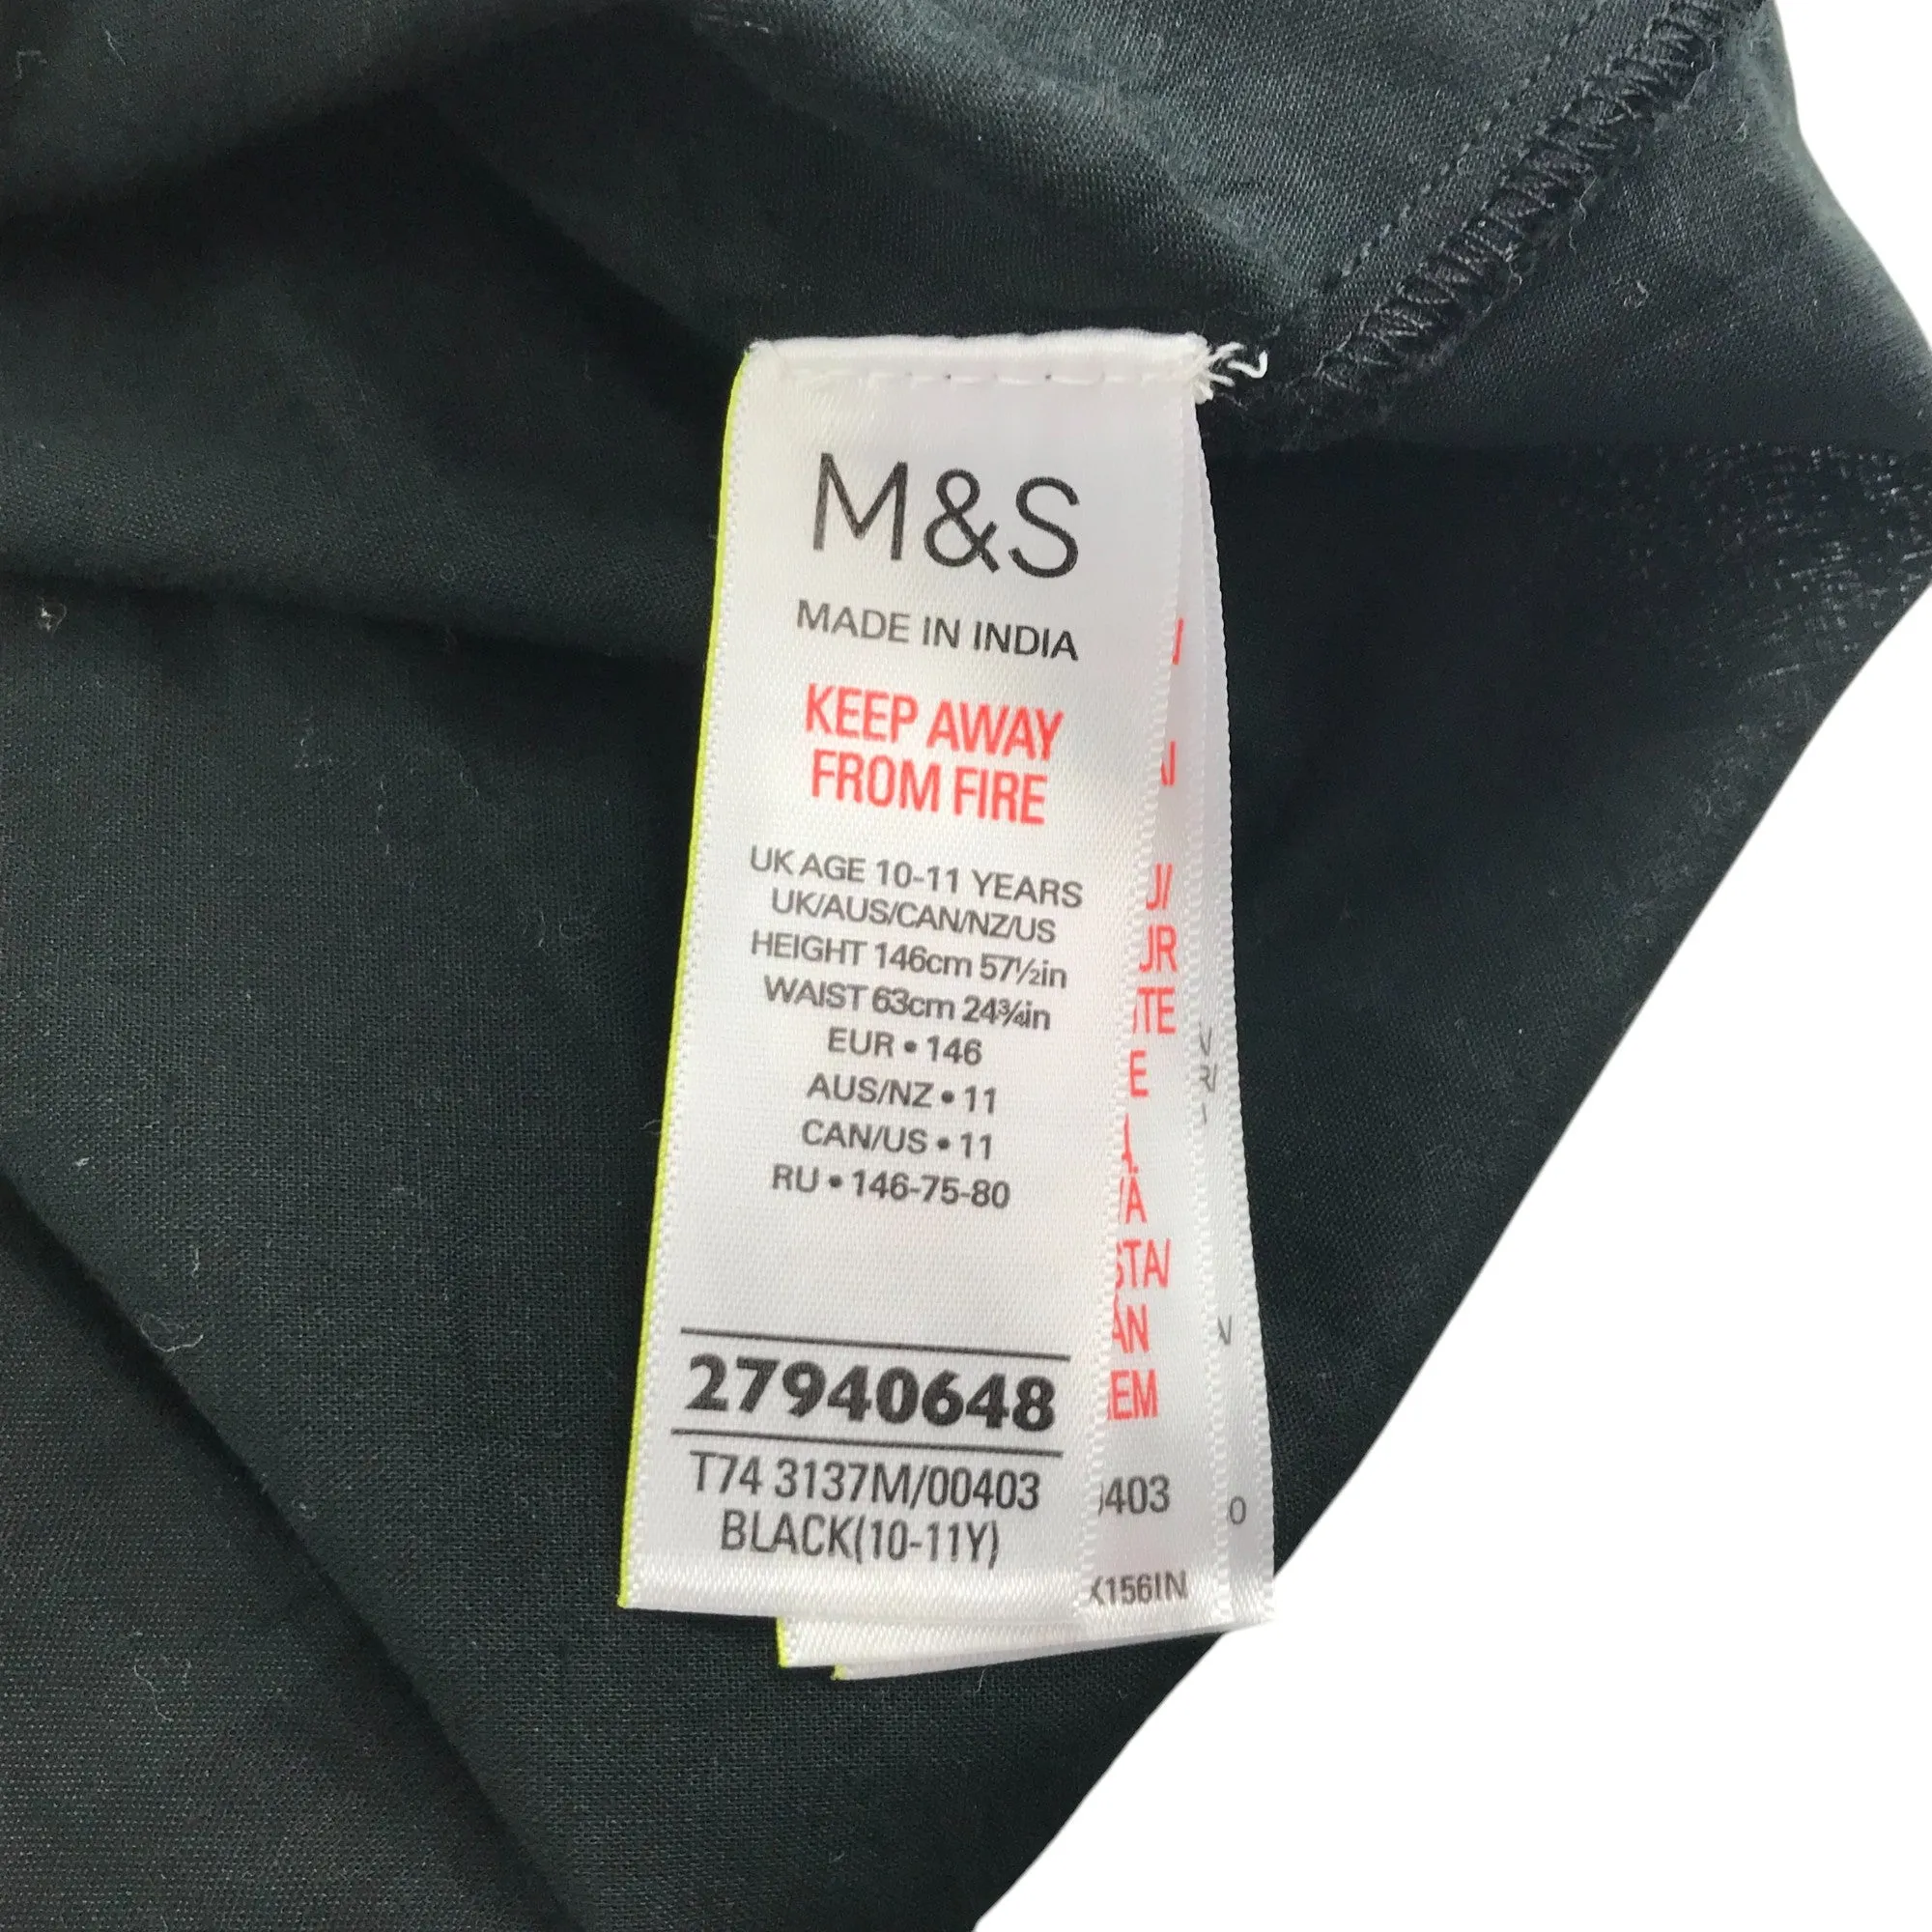 M&S
MADE IN INDIA
KEEP AWAY
FROM FIRE
UK AGE 10-11 YEARS
UK/AUS/CAN/NZ/US
HEIGHT 146cm 57½in
WAIST 63cm 24¾in
EUR • 146
AUS/NZ • 11
CAN/US • 11
RU • 146-75-80
27940648
T74 3137M/00403
BLACK(10-11Y)